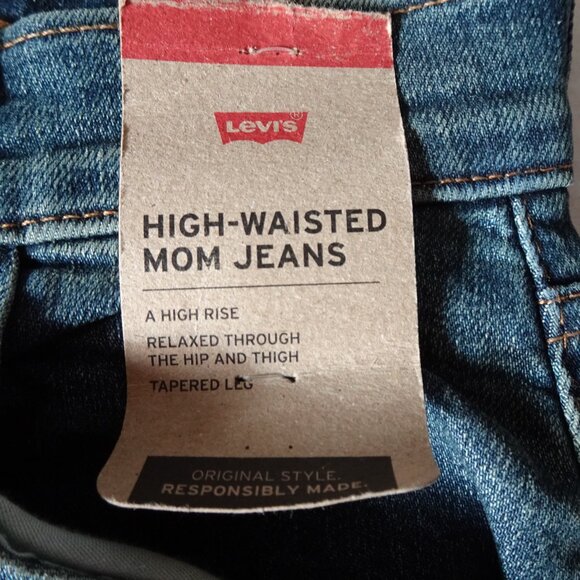 Levi's®
HIGH-WAISTED
MOM JEANS
A HIGH RISE
RELAXED THROUGH
THE HIP AND THIGH
TAPERED LEG
ORIGINAL STYLE.
RESPONSIBLY MADE.